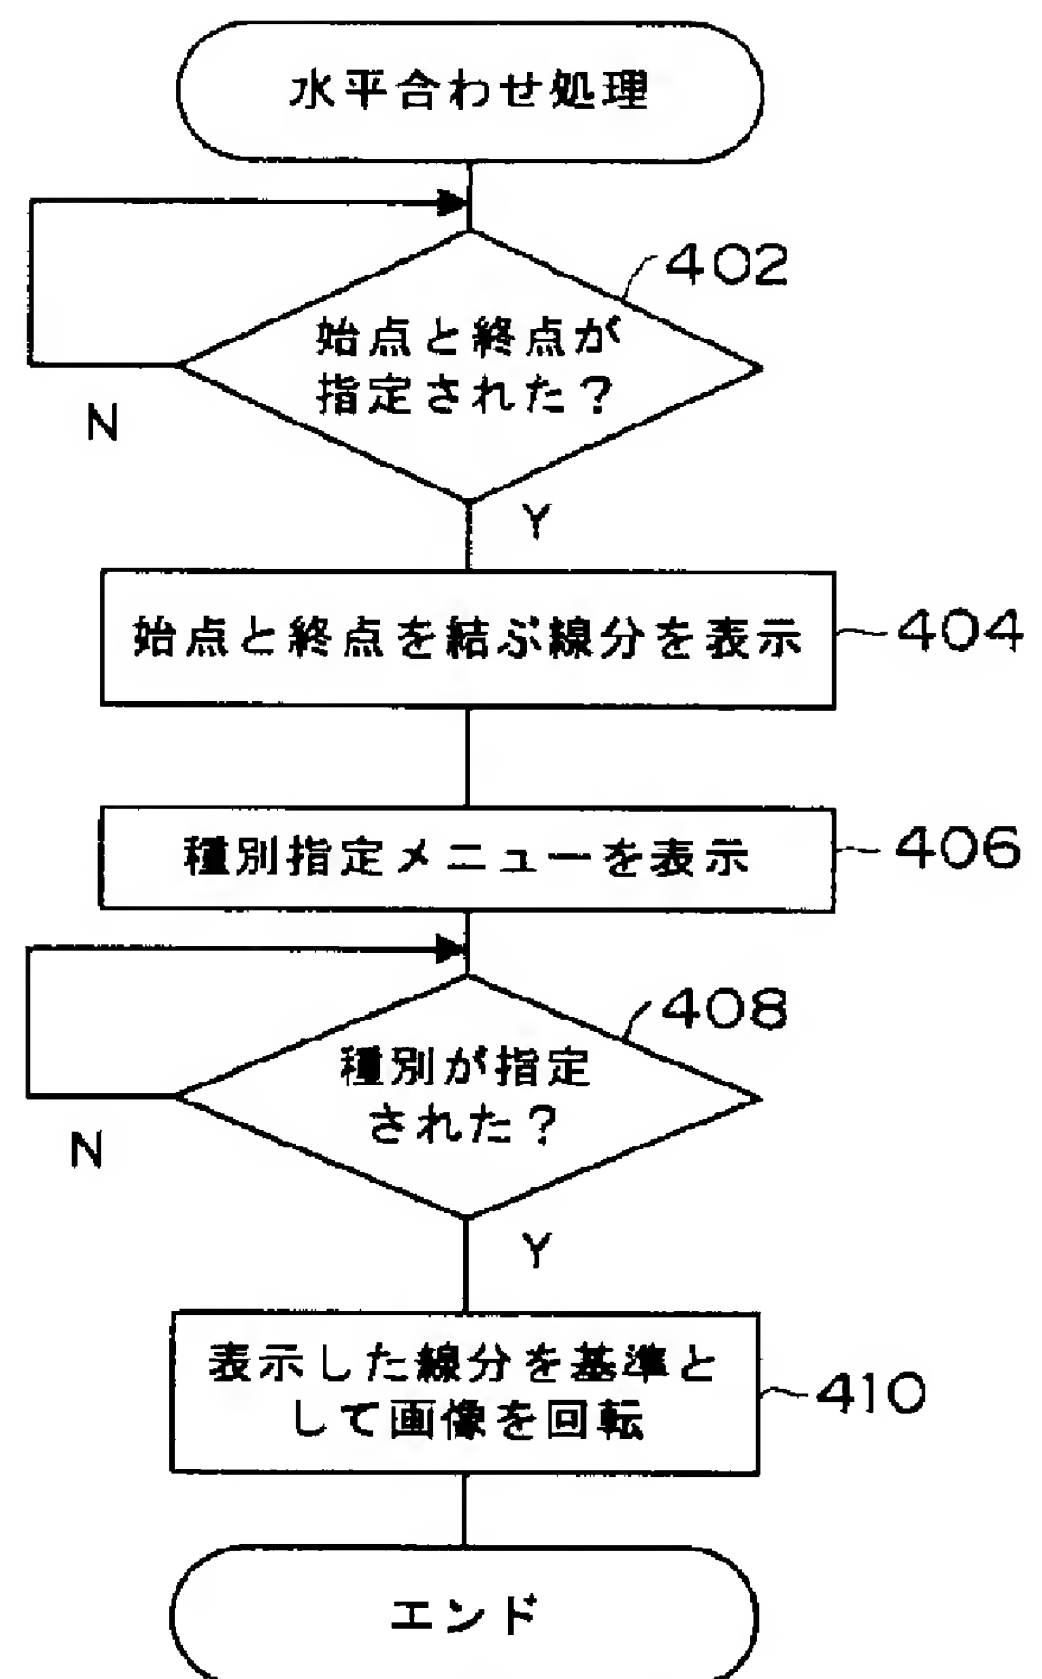 水平合わせ処理
402
始点と終点が
指定された？
N
Y
始点と終点を結ぶ線分を表示
404
種別指定メニューを表示
406
408
種別が指定
された？
N
Y
表示した線分を基準と
して画像を回転
410
エンド